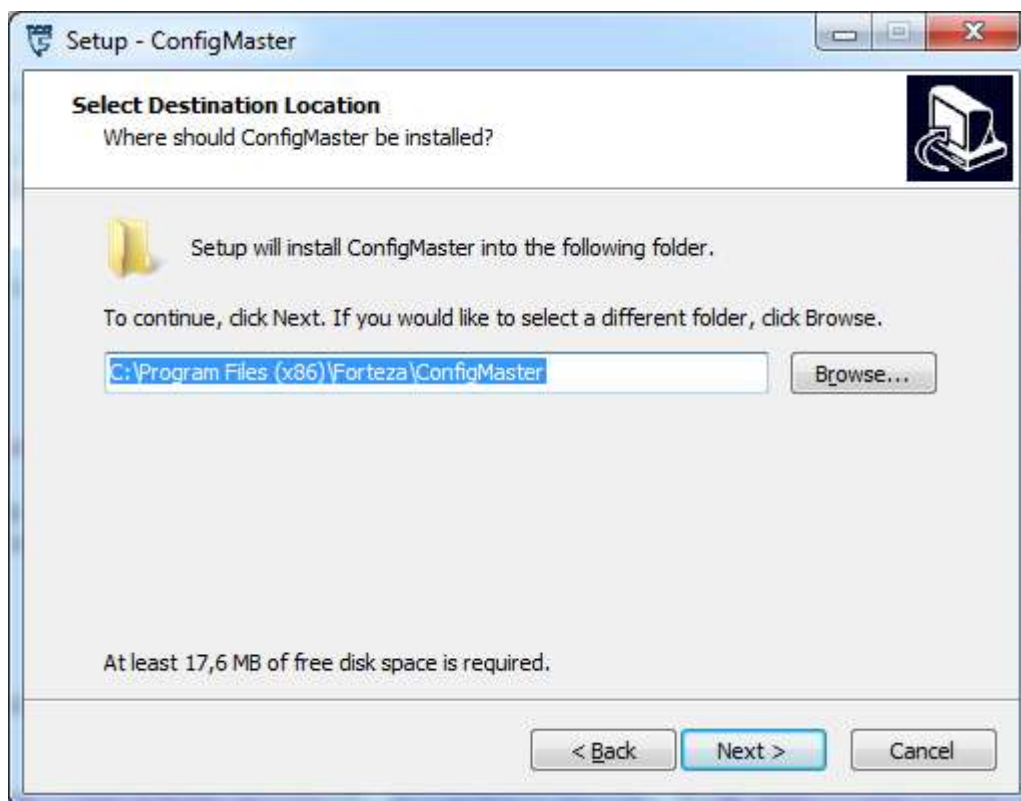 Setup - ConfigMaster
Select Destination Location
Where should ConfigMaster be installed?
Setup will install ConfigMaster into the following folder.
To continue, click Next. If you would like to select a different folder, click Browse.
C:\Program Files (x86)\Forteza\ConfigMaster
Browse...
At least 17,6 MB of free disk space is required.
< Back
Next >
Cancel